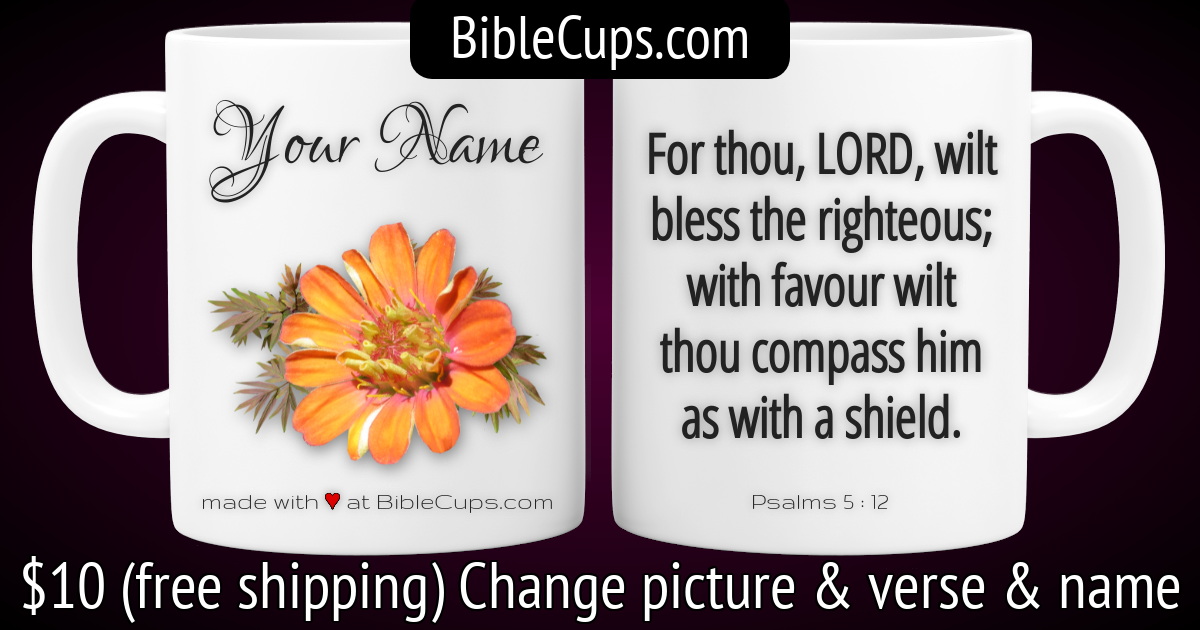 BibleCups.com
Your Name
made with ♥ at BibleCups.com
For thou, LORD, wilt
bless the righteous;
with favour wilt
thou compass him
as with a shield.
Psalms 5 : 12
$10 (free shipping) Change picture & verse & name